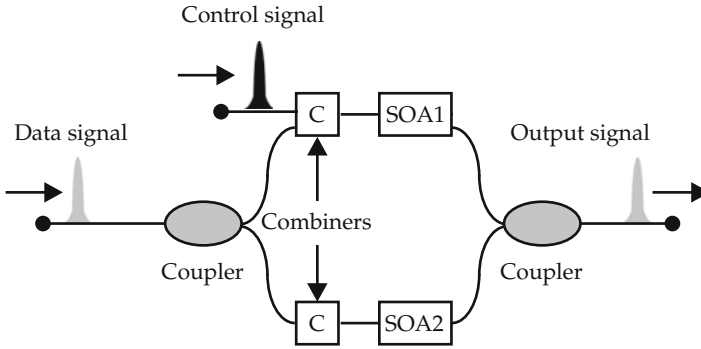 Control signal
Data signal
C
SOA1
Output signal
Combiners
Coupler
Coupler
C
SOA2